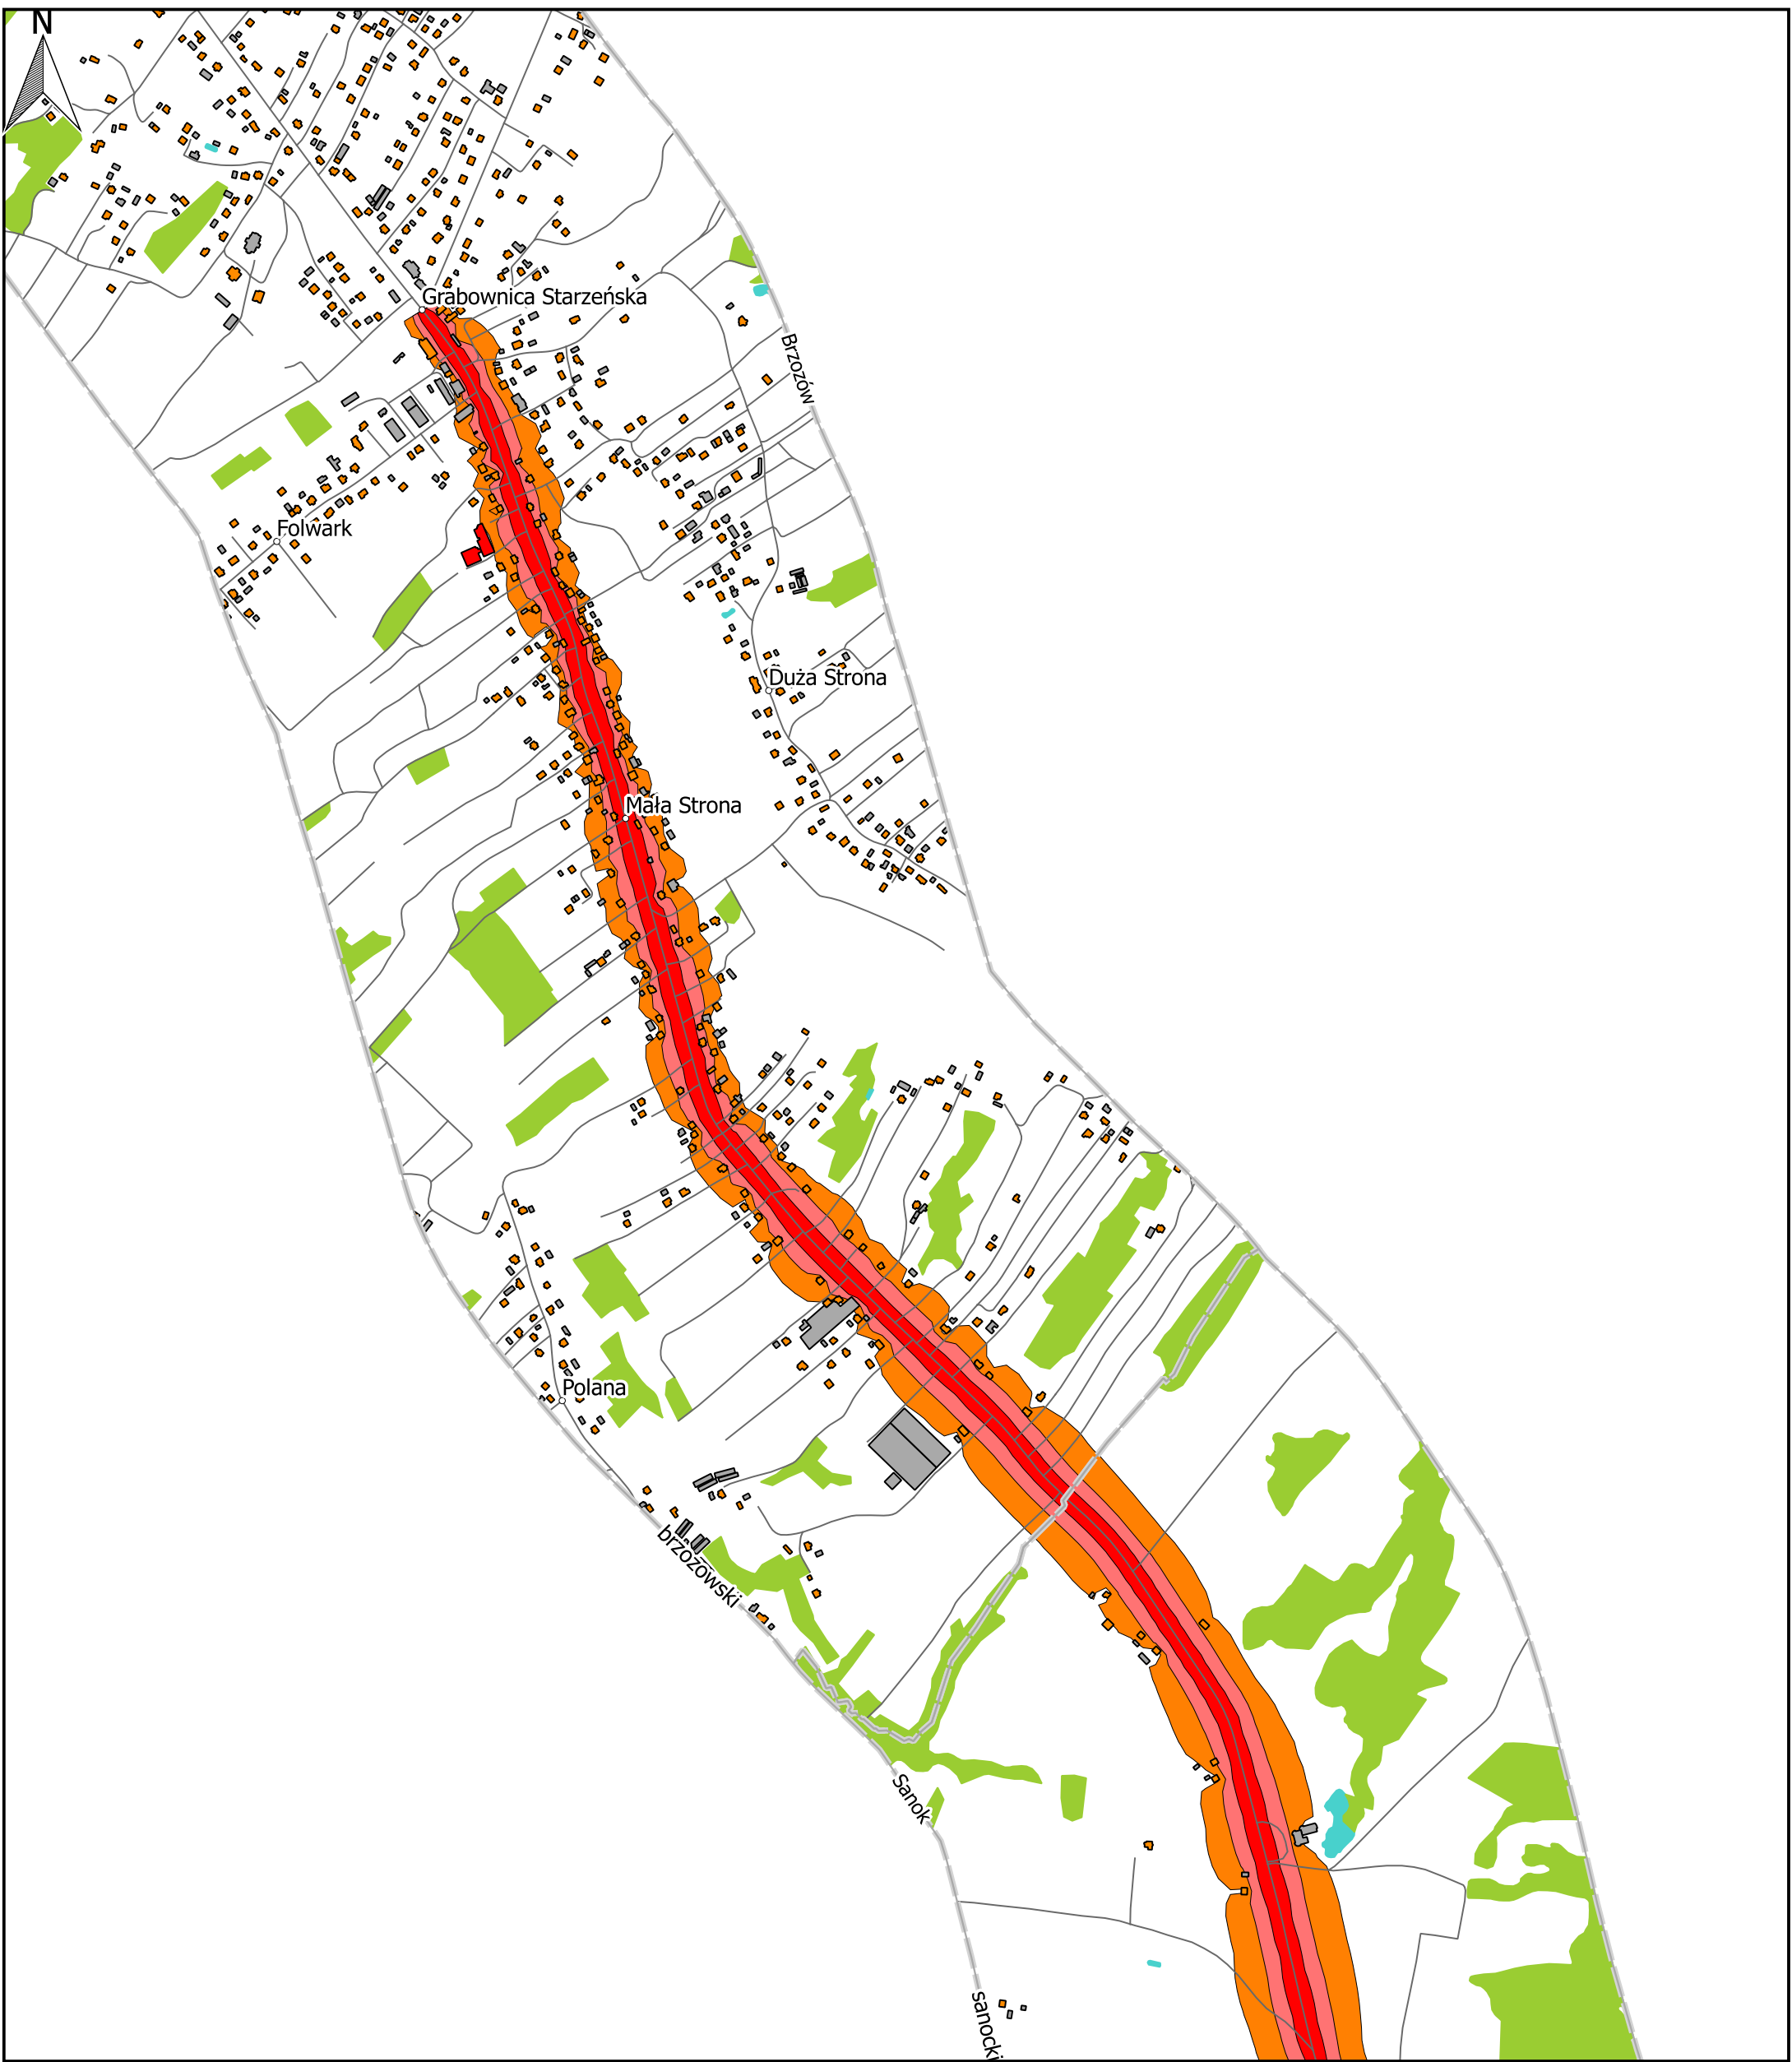 N
Grabownica Starzeńska
Brzozów
Folwark
Duża Strona
Mała Strona
Polana
brzozowski
Sanok
sanocki